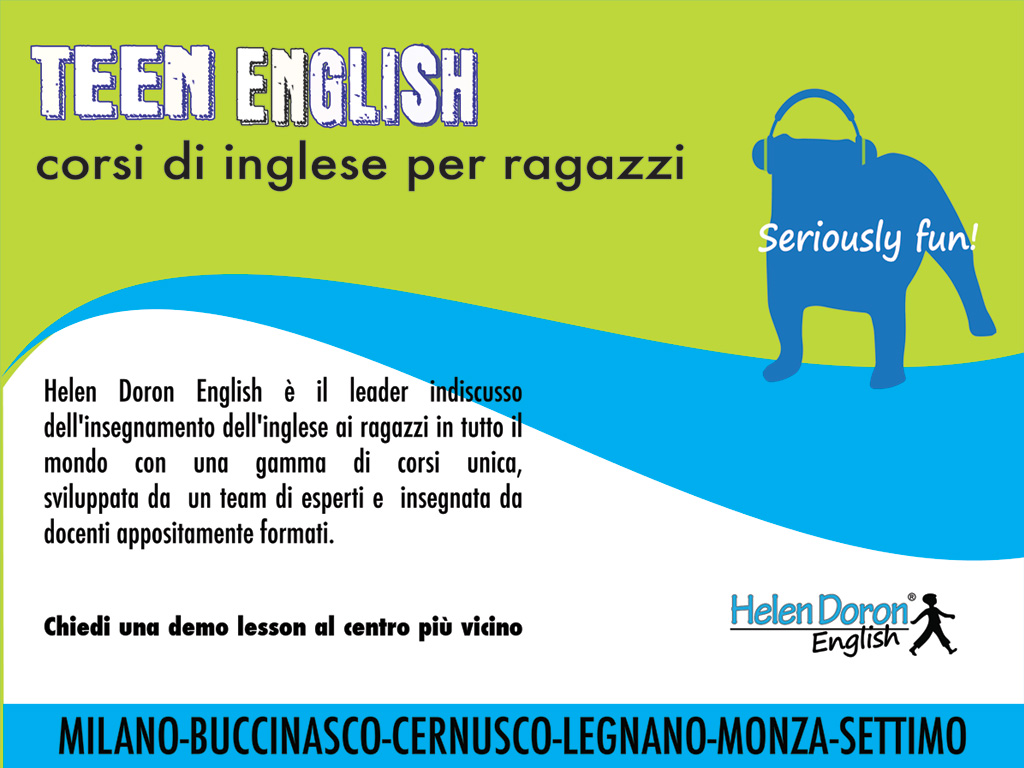 TEEN ENGLISH
corsi di inglese per ragazzi
Seriously fun!
Helen Doron English è il leader indiscusso
dell'insegnamento dell'inglese ai ragazzi in tutto il
mondo con una gamma di corsi unica,
sviluppata da un team di esperti e insegnata da
docenti appositamente formati.
Chiedi una demo lesson al centro più vicino
Helen Doron®
English
MILANO-BUCCINASCO-CERNUSCO-LEGNANO-MONZA-SETTIMO